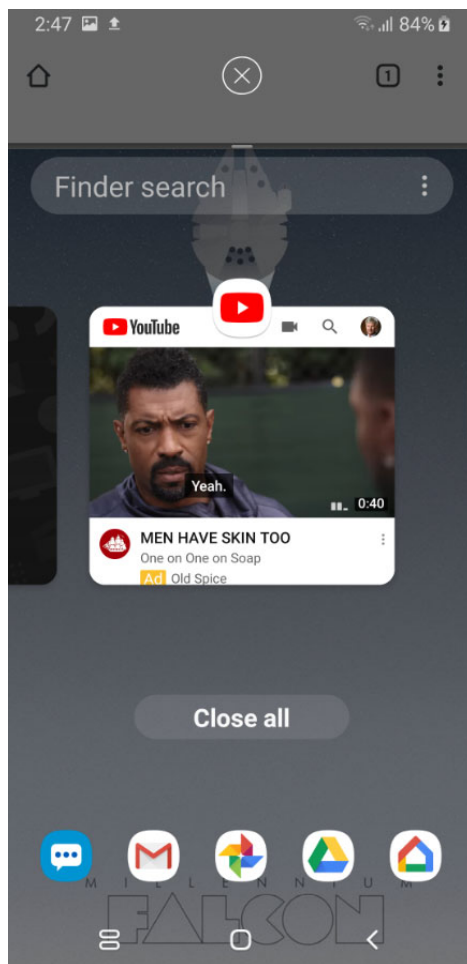 2:47 84%
1
Finder search
YouTube
Yeah.
0:40
MEN HAVE SKIN TOO
One on One on Soap
Ad Old Spice
Close all
MILLENNIUM
FALCON